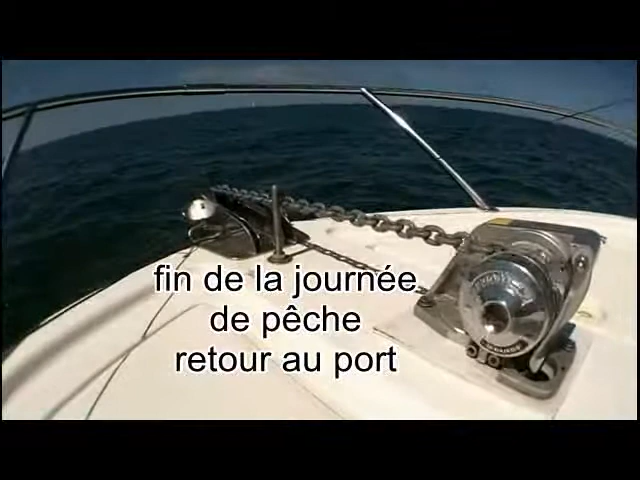 fin de la journée
de pêche
retour au port